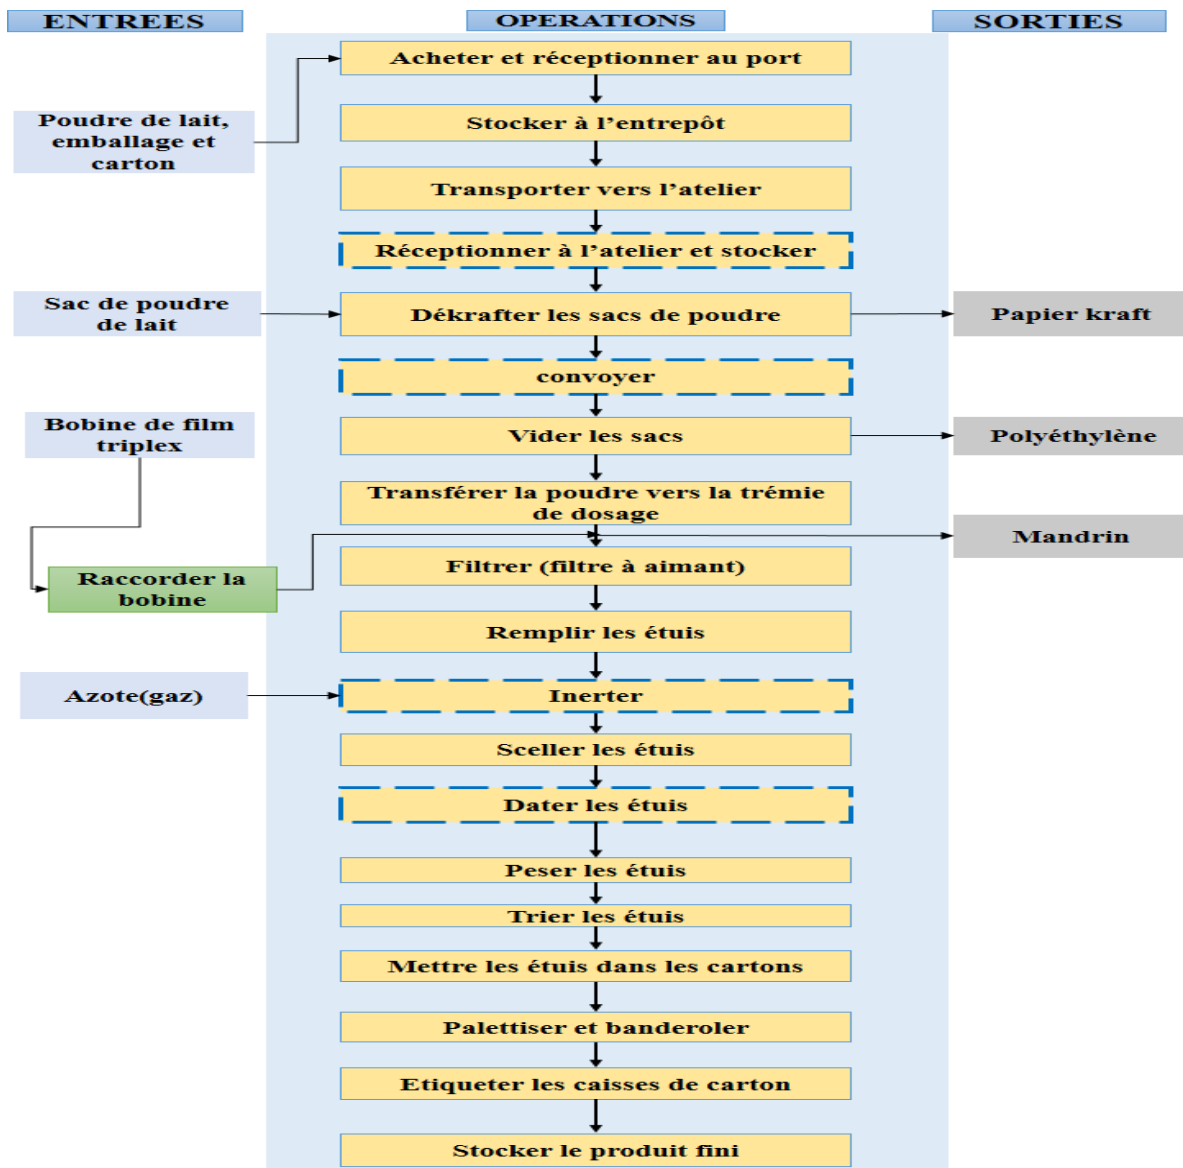 ENTREES
OPERATIONS
SORTIES
Acheter et réceptionner au port
Poudre de lait,
emballage et
carton
Stocker à l’entrepôt
Transporter vers l’atelier
Réceptionner à l’atelier et stocker
Sac de poudre
de lait
Dékrafter les sacs de poudre
Papier kraft
convoyer
Bobine de film
triplex
Vider les sacs
Polyéthylène
Transférer la poudre vers la trémie
de dosage
Mandrin
Raccorder la
bobine
Filtrer (filtre à aimant)
Remplir les étuis
Azote(gaz)
Inerter
Sceller les étuis
Dater les étuis
Peser les étuis
Trier les étuis
Mettre les étuis dans les cartons
Palettiser et banderoler
Etiqueter les caisses de carton
Stocker le produit fini